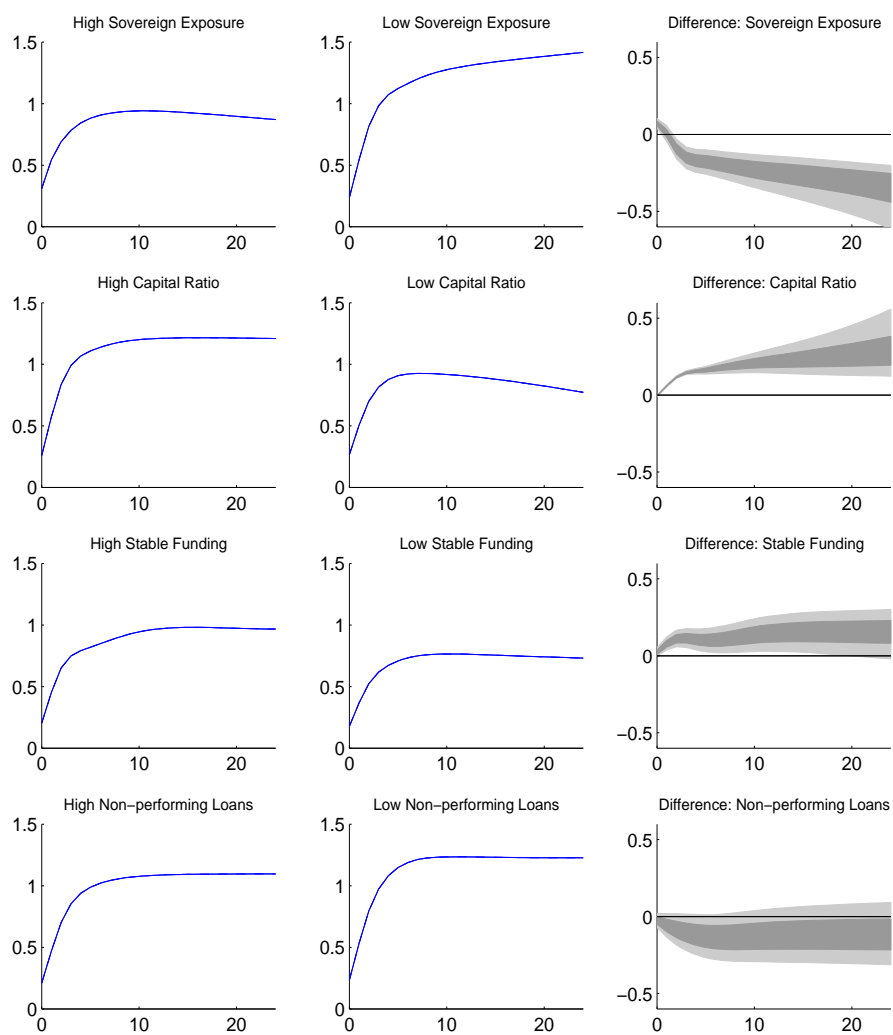 High Sovereign Exposure
Low Sovereign Exposure
Difference: Sovereign Exposure
1.5
1
0.5
0
0 10 20
1.5
1
0.5
0
0 10 20
0.5
0
−0.5
0 10 20
High Capital Ratio
Low Capital Ratio
Difference: Capital Ratio
1.5
1
0.5
0
0 10 20
1.5
1
0.5
0
0 10 20
0.5
0
−0.5
0 10 20
High Stable Funding
Low Stable Funding
Difference: Stable Funding
1.5
1
0.5
0
0 10 20
1.5
1
0.5
0
0 10 20
0.5
0
−0.5
0 10 20
High Non−performing Loans
Low Non−performing Loans
Difference: Non−performing Loans
1.5
1
0.5
0
0 10 20
1.5
1
0.5
0
0 10 20
0.5
0
−0.5
0 10 20